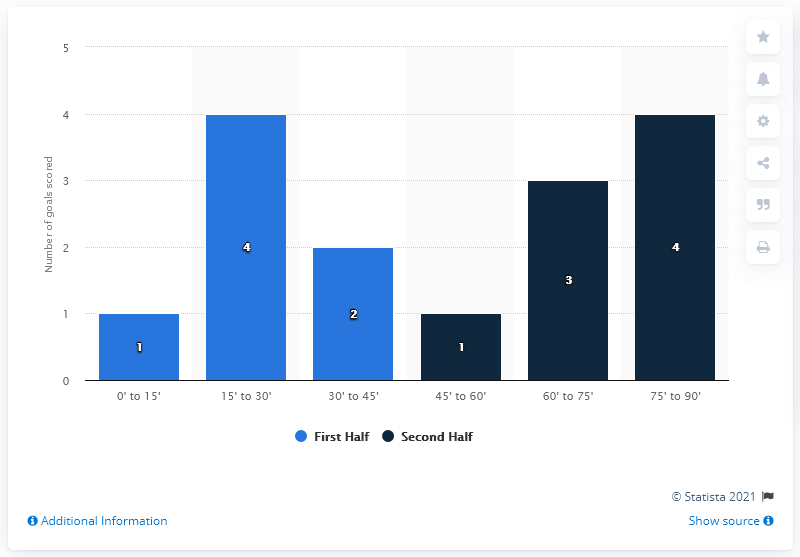 5
4
3
2
1
0
Number of goals scored
1
4
2
1
3
4
0' to 15'
15' to 30'
30' to 45'
45' to 60'
60' to 75'
75' to 90'
First Half
Second Half
© Statista 2021
Additional Information
Show source